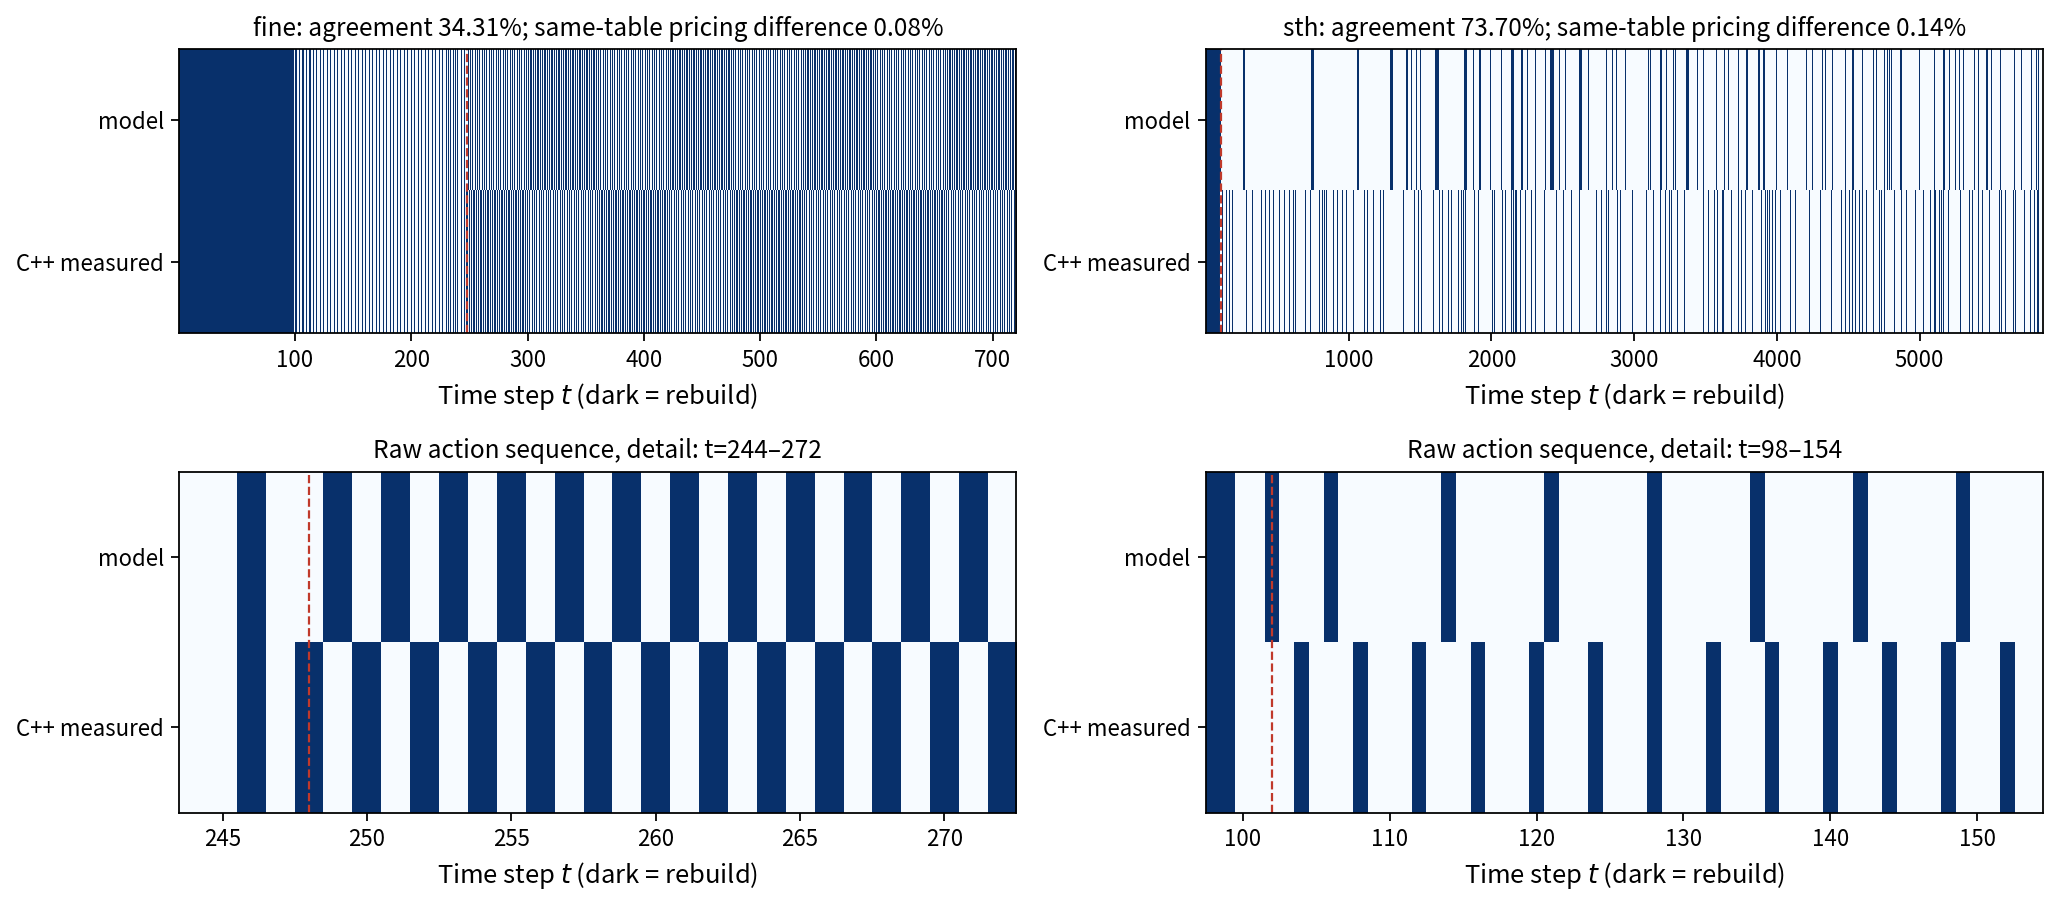 fine: agreement 34.31%; same-table pricing difference 0.08%
model
C++ measured
100 200 300 400 500 600 700
Time step t (dark = rebuild)
sth: agreement 73.70%; same-table pricing difference 0.14%
model
C++ measured
1000 2000 3000 4000 5000
Time step t (dark = rebuild)
Raw action sequence, detail: t=244–272
model
C++ measured
245 250 255 260 265 270
Time step t (dark = rebuild)
Raw action sequence, detail: t=98–154
model
C++ measured
100 110 120 130 140 150
Time step t (dark = rebuild)